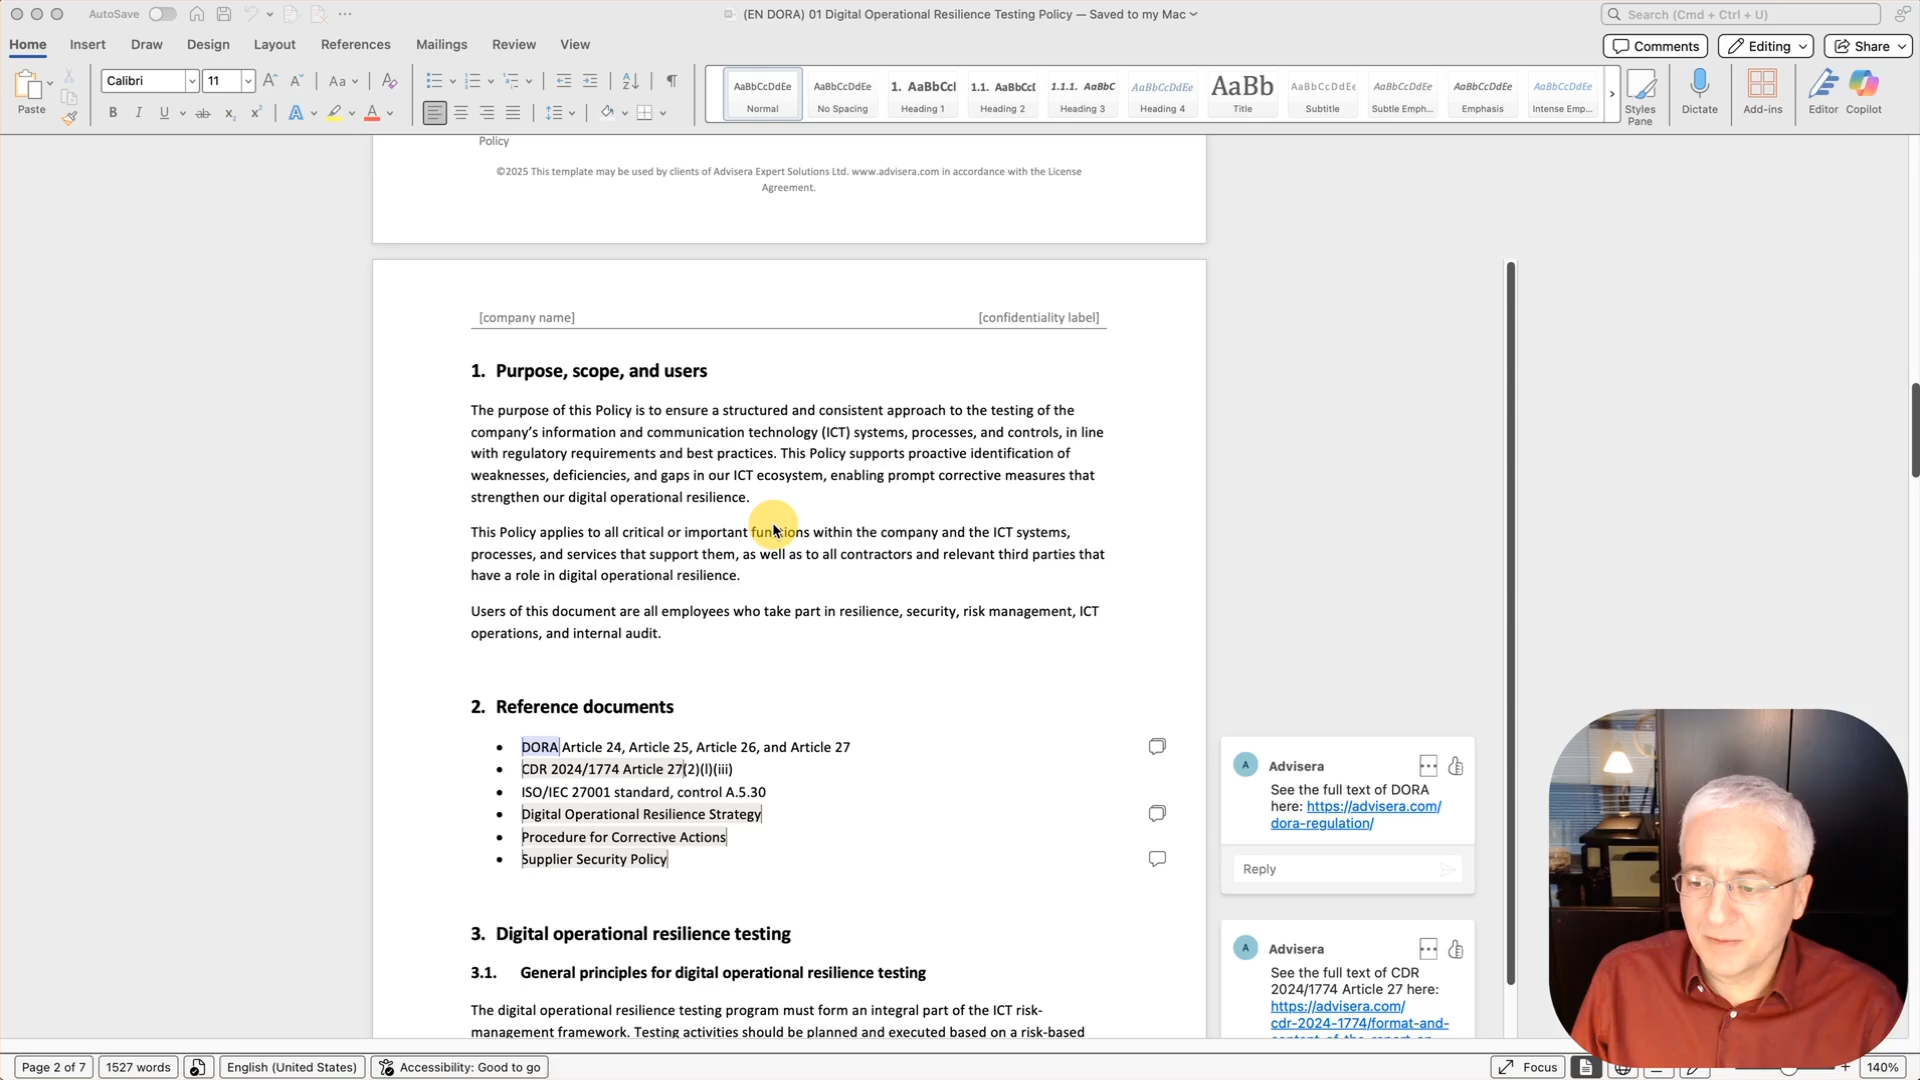 AutoSave
(EN DORA) 01 Digital Operational Resilience Testing Policy — Saved to my Mac
Search (Cmd + Ctrl + U)
Home Insert Draw Design Layout References Mailings Review View
Comments Editing Share
Paste
Calibri 11
AaBbCcDdEe AaBbCcDdEe 1. AaBbCcI 1.1. AaBbCcI 1.1.1. AaBbC AaBbCcDdEe AaBb AaBbCcDdEe AaBbCcDdEe AaBbCcDdEe AaBbCcDdEe
Normal No Spacing Heading 1 Heading 2 Heading 3 Heading 4 Title Subtitle Subtle Emph... Emphasis Intense Emp...
Styles Pane
Dictate
Add-ins
Editor
Copilot
Policy
©2025 This template may be used by clients of Advisera Expert Solutions Ltd. www.advisera.com in accordance with the License
Agreement.
[company name] [confidentiality label]
1. Purpose, scope, and users
The purpose of this Policy is to ensure a structured and consistent approach to the testing of the
company's information and communication technology (ICT) systems, processes, and controls, in line
with regulatory requirements and best practices. This Policy supports proactive identification of
weaknesses, deficiencies, and gaps in our ICT ecosystem, enabling prompt corrective measures that
strengthen our digital operational resilience.
This Policy applies to all critical or important functions within the company and the ICT systems,
processes, and services that support them, as well as to all contractors and relevant third parties that
have a role in digital operational resilience.
Users of this document are all employees who take part in resilience, security, risk management, ICT
operations, and internal audit.
2. Reference documents
• DORA Article 24, Article 25, Article 26, and Article 27
• CDR 2024/1774 Article 27(2)(l)(iii)
• ISO/IEC 27001 standard, control A.5.30
• Digital Operational Resilience Strategy
• Procedure for Corrective Actions
• Supplier Security Policy
3. Digital operational resilience testing
3.1. General principles for digital operational resilience testing
The digital operational resilience testing program must form an integral part of the ICT risk-
management framework. Testing activities should be planned and executed based on a risk-based
A Advisera
See the full text of DORA
here: https://advisera.com/
dora-regulation/
Reply
A Advisera
See the full text of CDR
2024/1774 Article 27 here:
https://advisera.com/
cdr-2024-1774/format-and-
content-of-the-report-on-
Page 2 of 7 1527 words English (United States) Accessibility: Good to go
Focus 140%